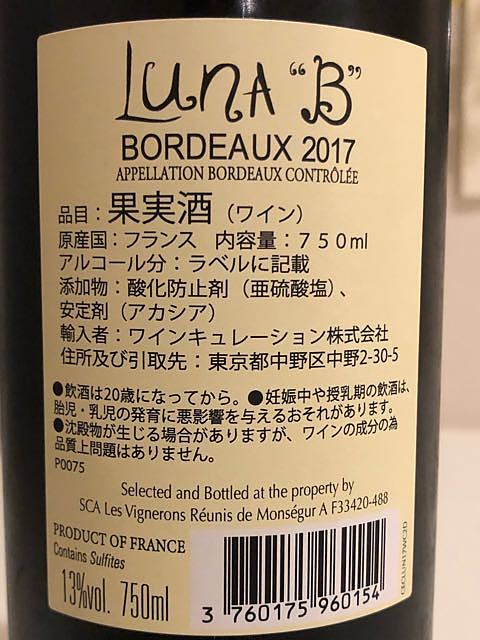 LUNA "B"
BORDEAUX 2017
APPELLATION BORDEAUX CONTRÔLÉE
品目：果実酒（ワイン）
原産国：フランス　内容量：７５０ml
アルコール分：ラベルに記載
添加物：酸化防止剤（亜硫酸塩）、
安定剤（アカシア）
輸入者：ワインキュレーション株式会社
住所及び引取先：東京都中野区中野2-30-5
●飲酒は20歳になってから。●妊娠中や授乳期の飲酒は、
胎児・乳児の発育に悪影響を与えるおそれがあります。
●沈殿物が生じる場合がありますが、ワインの成分の為
品質上問題はありません。
P0075
Selected and Bottled at the property by
SCA Les Vignerons Réunis de Monségur A F33420-488
PRODUCT OF FRANCE
Contains Sulfites
13%vol. 750ml
3 760175 960154